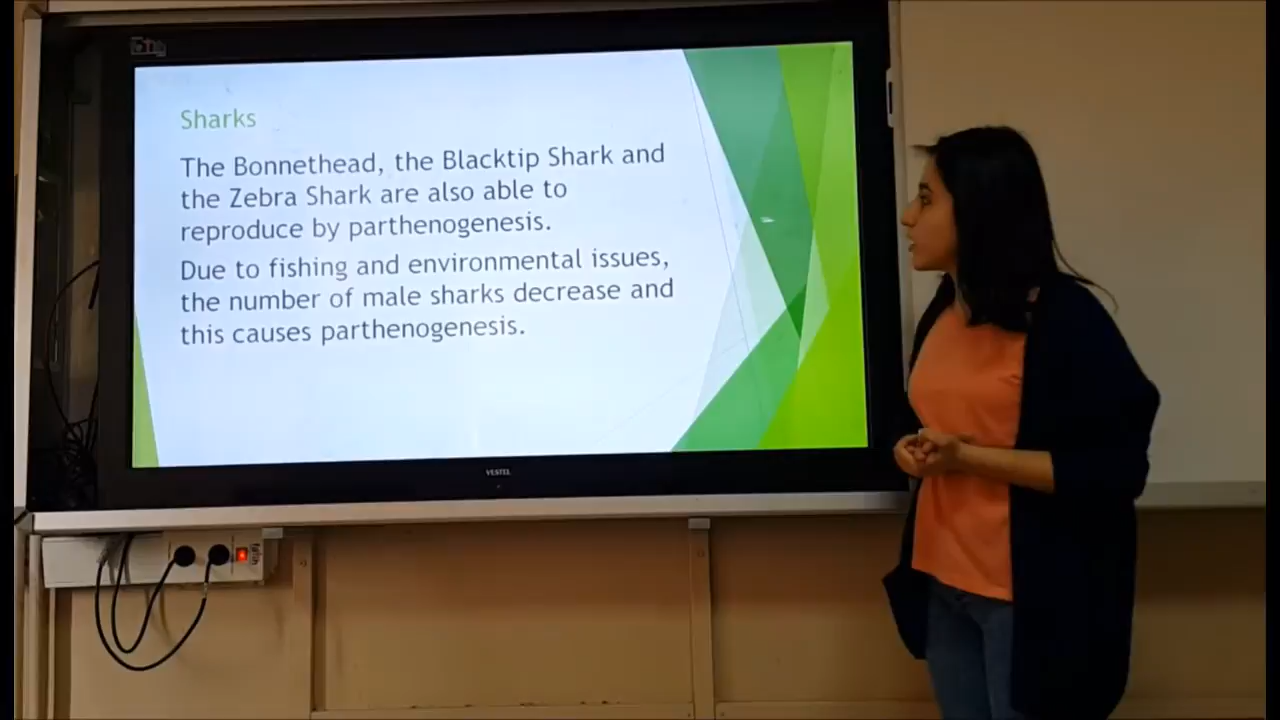 Sharks
The Bonnethead, the Blacktip Shark and
the Zebra Shark are also able to
reproduce by parthenogenesis.
Due to fishing and environmental issues,
the number of male sharks decrease and
this causes parthenogenesis.
VESTEL